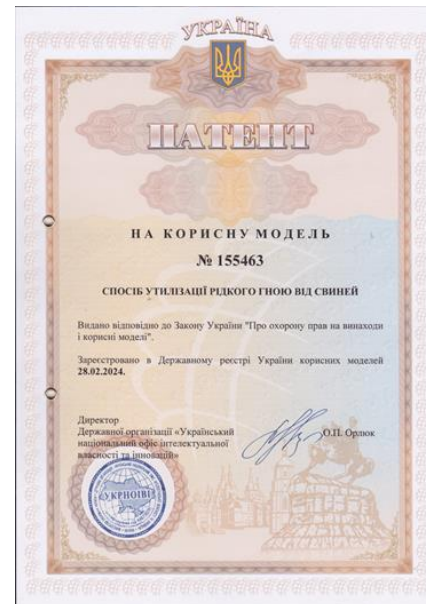 УКРАЇНА
ПАТЕНТ
НА КОРИСНУ МОДЕЛЬ
№ 155463
СПОСІБ УТИЛІЗАЦІЇ РІДКОГО ГНОЮ ВІД СВИНЕЙ
Видано відповідно до Закону України "Про охорону прав на винаходи
і корисні моделі".
Зареєстровано в Державному реєстрі України корисних моделей
28.02.2024.
Директор
Державної організації «Український
національний офіс інтелектуальної
власності та інновацій»
О.П. Орлюк
УКРНОІВІ